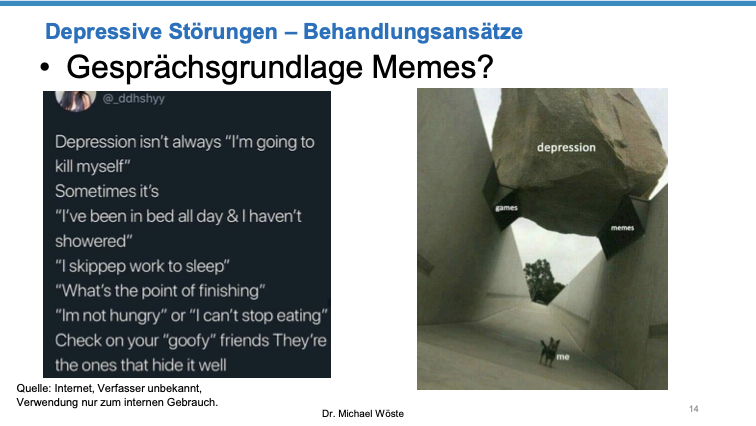 Depressive Störungen – Behandlungsansätze
• Gesprächsgrundlage Memes?
@_ddhshyy
Depression isn't always "I'm going to
kill myself"
Sometimes it's
"I've been in bed all day & I haven't
showered"
"I skippep work to sleep"
"What's the point of finishing"
"Im not hungry" or "I can't stop eating"
Check on your "goofy" friends They're
the ones that hide it well
depression
games
memes
me
Quelle: Internet, Verfasser unbekannt,
Verwendung nur zum internen Gebrauch.
Dr. Michael Wöste
14